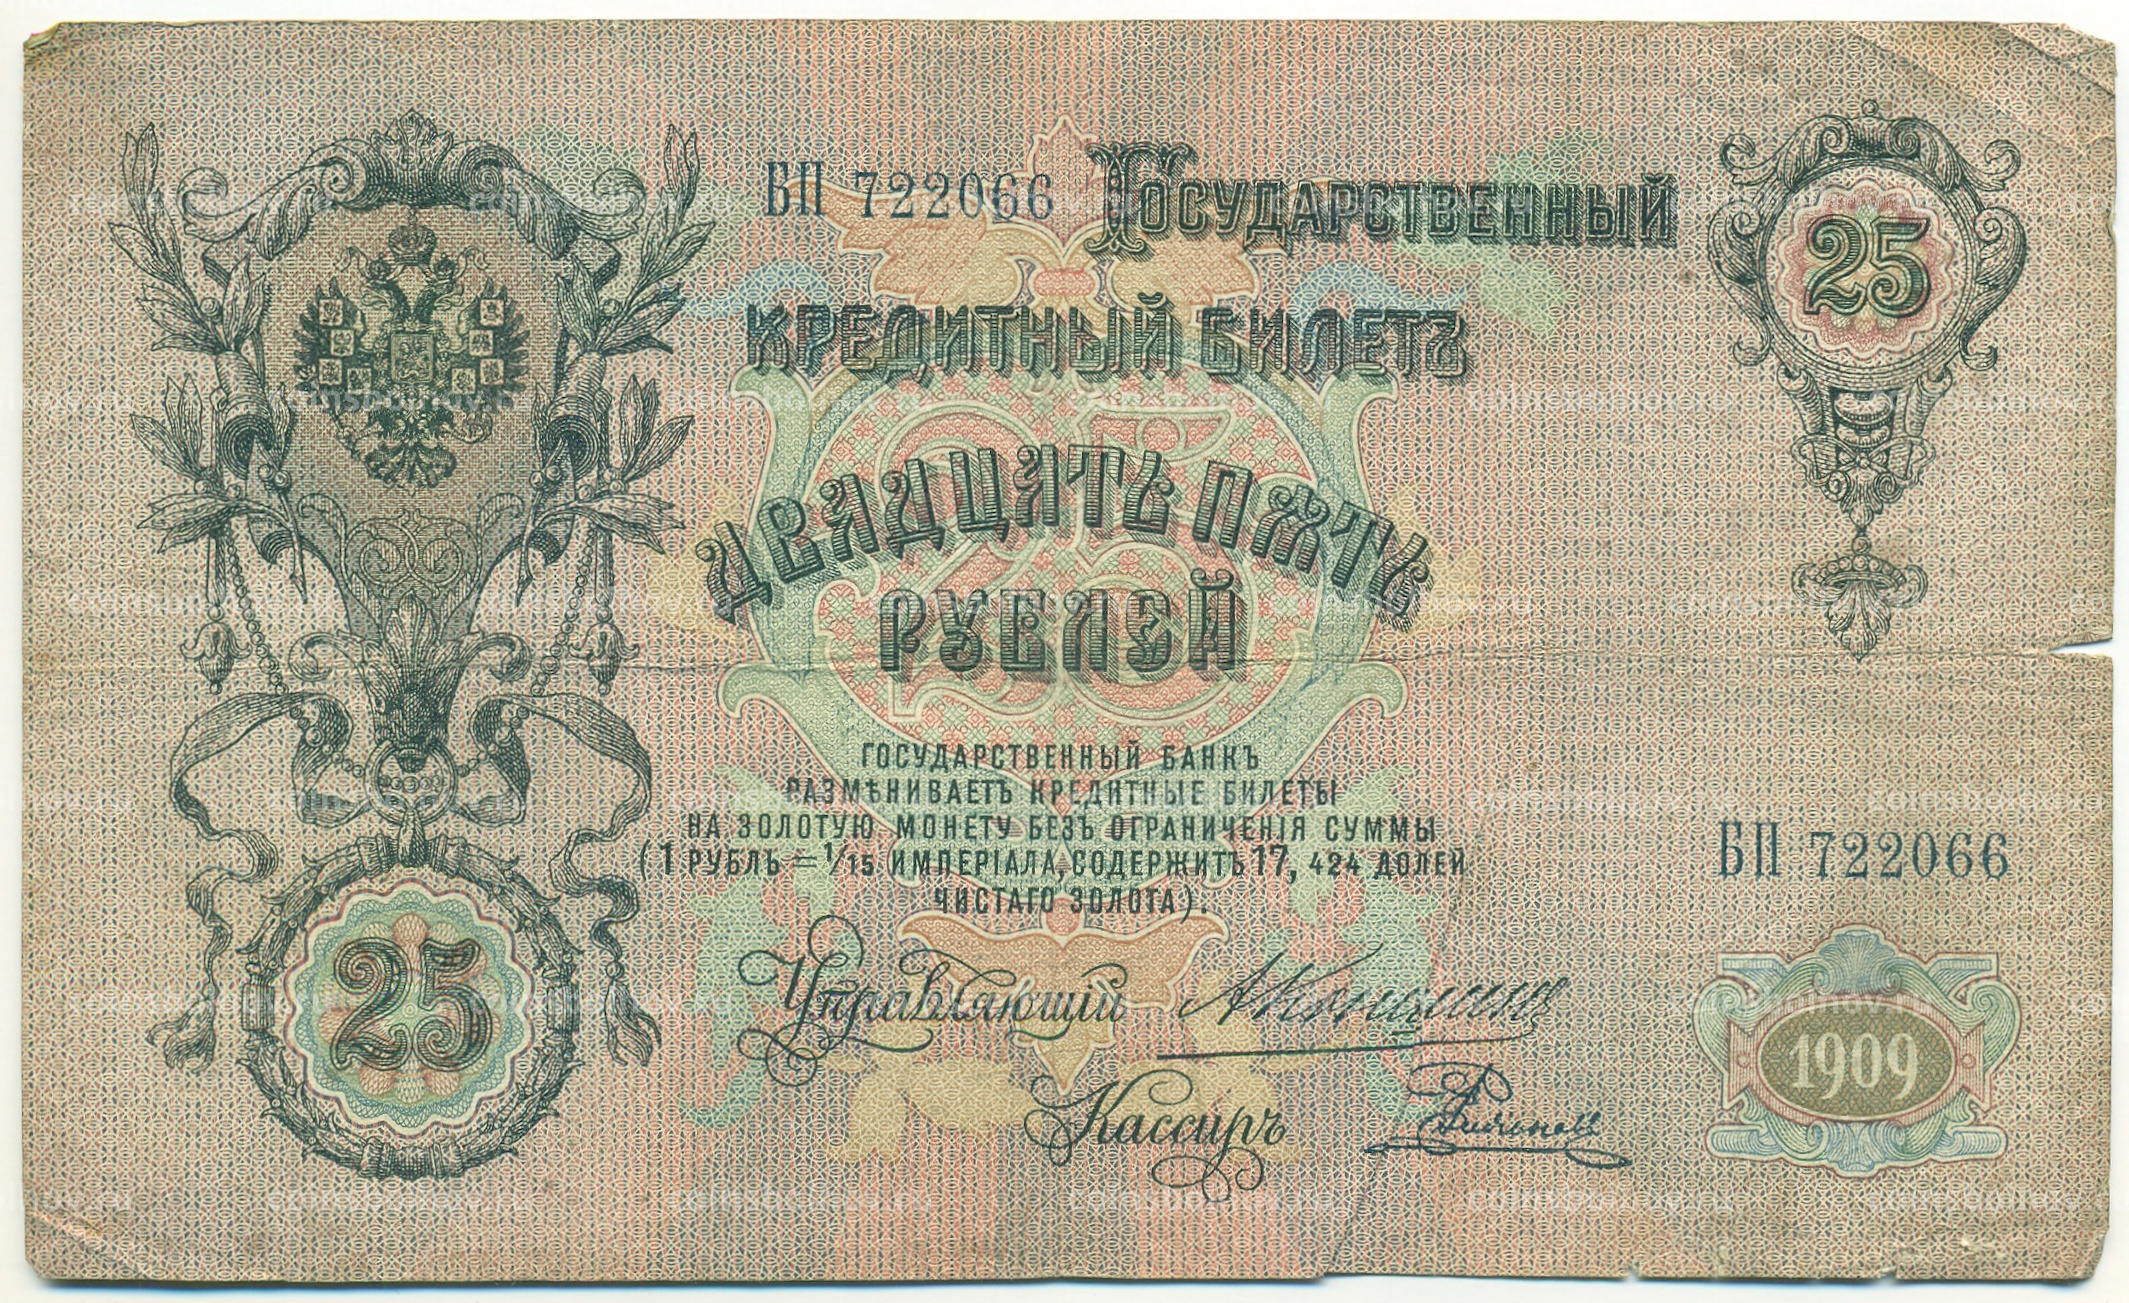 БП 722066 Государственный
25
кредитный билетъ
двадцать пять
рублей
ГОСУДАРСТВЕННЫЙ БАНКЪ
РАЗМѢНИВАЕТЪ КРЕДИТНЫЕ БИЛЕТЫ
НА ЗОЛОТУЮ МОНЕТУ БЕЗЪ ОГРАНИЧЕНІЯ СУММЫ
(1 РУБЛЬ = 1/15 ИМПЕРІАЛА, СОДЕРЖИТЪ 17, 424 ДОЛЕЙ
ЧИСТАГО ЗОЛОТА).
БП 722066
25
Управляющій
1909
Кассиръ